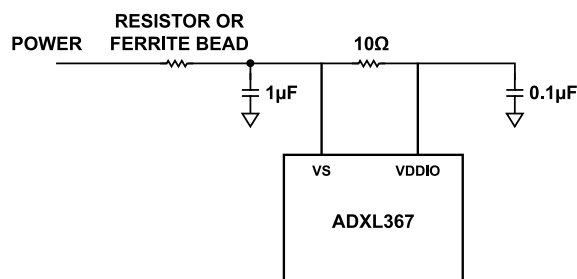 RESISTOR OR
FERRITE BEAD
POWER
10Ω
1µF
0.1µF
VS
VDDIO
ADXL367